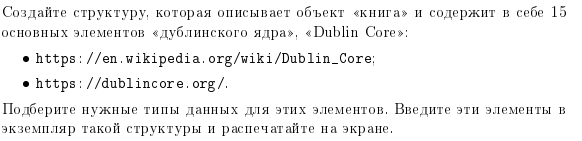 Создайте структуру, которая описывает объект «книга» и содержит в себе 15
основных элементов «дублинского ядра», «Dublin Core»:
• https://en.wikipedia.org/wiki/Dublin_Core;
• https://dublincore.org/.
Подберите нужные типы данных для этих элементов. Введите эти элементы в
экземпляр такой структуры и распечатайте на экране.